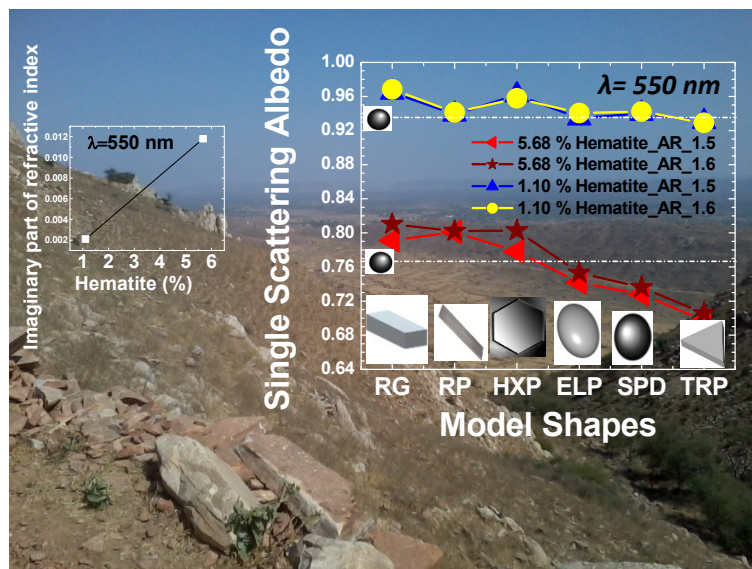 Imaginary part of refractive index
0.012
0.010
0.008
0.006
0.004
0.002
λ=550 nm
1 2 3 4 5 6
Hematite (%)
Single Scattering Albedo
1.00
0.96
0.92
0.88
0.84
0.80
0.76
0.72
0.68
0.64
λ= 550 nm
5.68 % Hematite_AR_1.5
5.68 % Hematite_AR_1.6
1.10 % Hematite_AR_1.5
1.10 % Hematite_AR_1.6
RG RP HXP ELP SPD TRP
Model Shapes